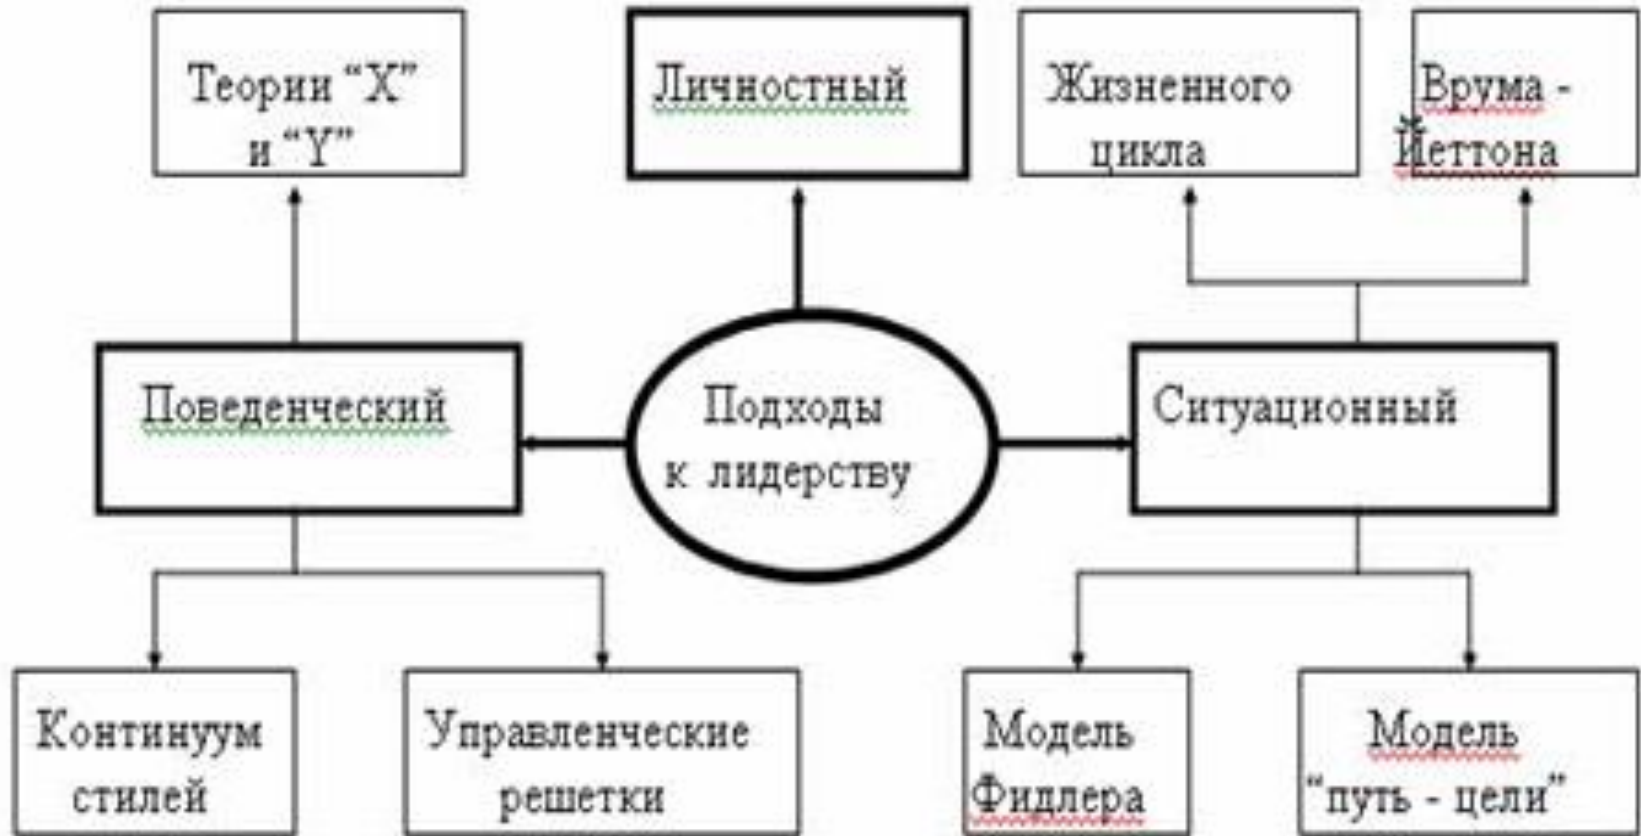 Теории “X”
и “Y”
Личностный
Жизненного
цикла
Врума -
Йеттона
Поведенческий
Подходы
к лидерству
Ситуационный
Континуум
стилей
Управленческие
решетки
Модель
Фидлера
Модель
“путь - цели”